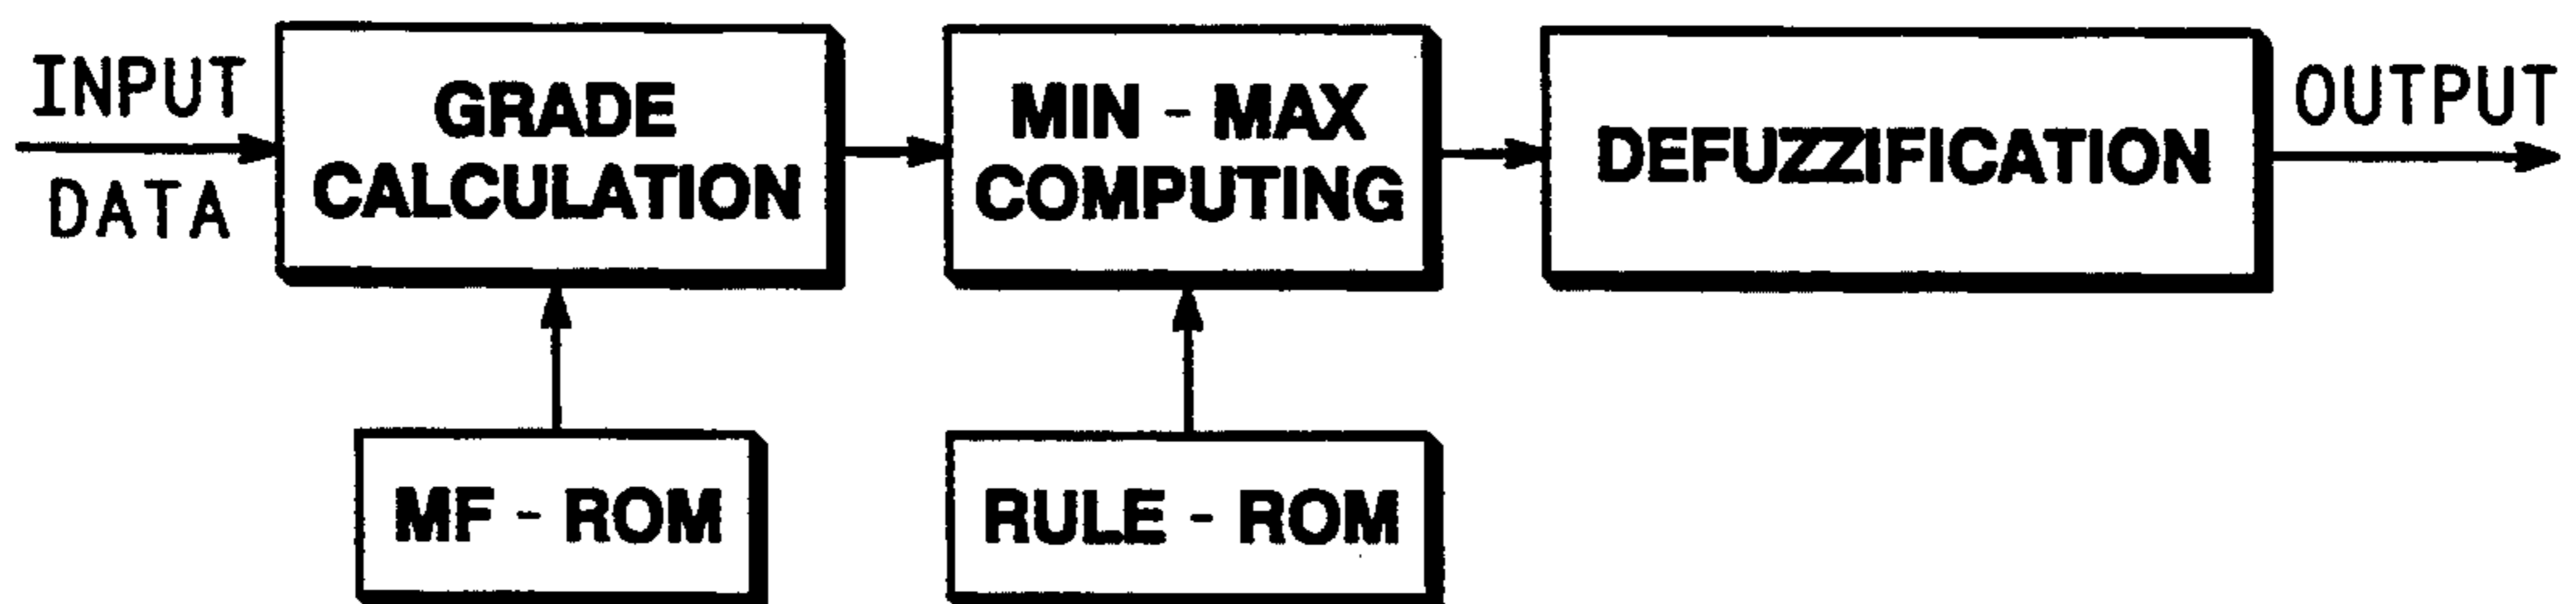 INPUT
DATA
GRADE
CALCULATION
MIN - MAX
COMPUTING
DEFUZZIFICATION
OUTPUT
MF - ROM
RULE - ROM